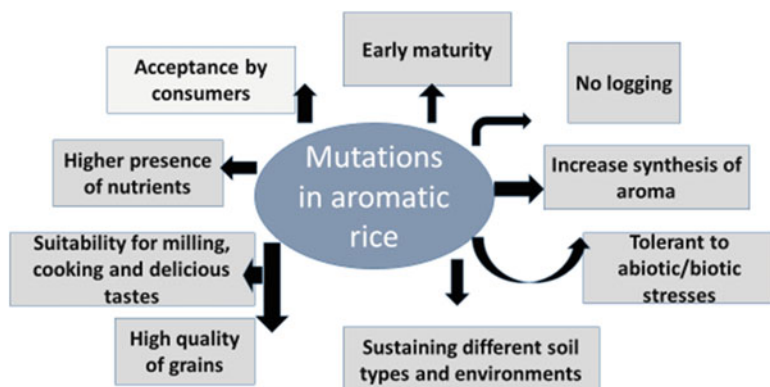 Early maturity
Acceptance by
consumers
No logging
Mutations
in aromatic
rice
Higher presence
of nutrients
Increase synthesis of
aroma
Suitability for milling,
cooking and delicious
tastes
Tolerant to
abiotic/biotic
stresses
High quality
of grains
Sustaining different soil
types and environments